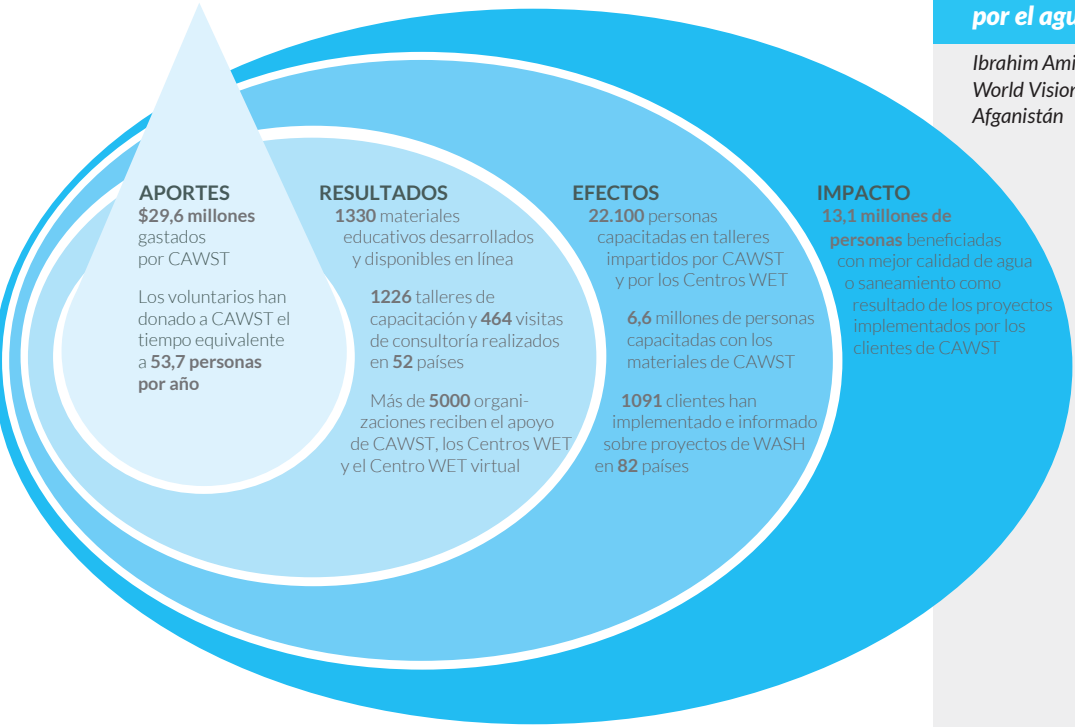 APORTES
$29,6 millones
gastados
por CAWST
Los voluntarios han
donado a CAWST el
tiempo equivalente
a 53,7 personas
por año
RESULTADOS
1330 materiales
educativos desarrollados
y disponibles en línea
1226 talleres de
capacitación y 464 visitas
de consultoría realizados
en 52 países
Más de 5000 organi-
zaciones reciben el apoyo
de CAWST, los Centros WET
y el Centro WET virtual
EFECTOS
22.100 personas
capacitadas en talleres
impartidos por CAWST
y por los Centros WET
6,6 millones de personas
capacitadas con los
materiales de CAWST
1091 clientes han
implementado e informado
sobre proyectos de WASH
en 82 países
IMPACTO
13,1 millones de
personas beneficiadas
con mejor calidad de agua
o saneamiento como
resultado de los proyectos
implementados por los
clientes de CAWST
por el
Ibrahim
World
Afganistán